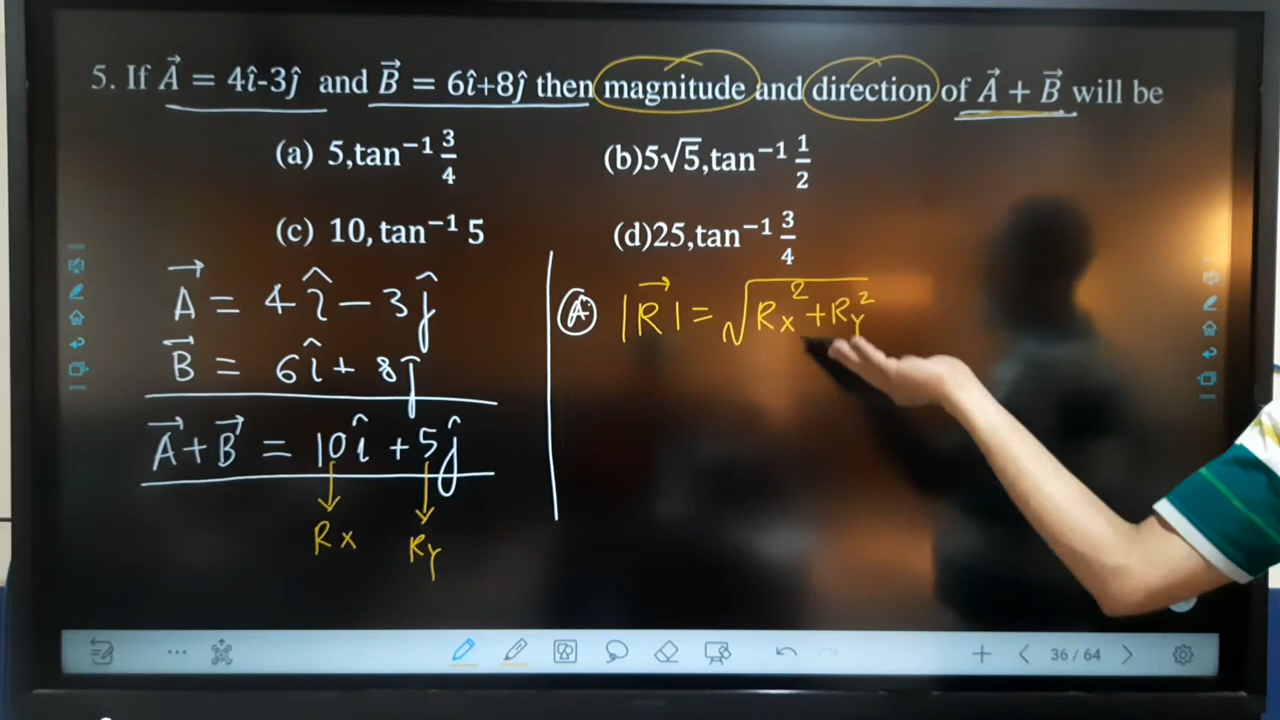 5. If A⃗ = 4î-3ĵ and B⃗ = 6î+8ĵ then magnitude and direction of A⃗ + B⃗ will be
(a) 5,tan⁻¹ 3/4
(b)5√5,tan⁻¹ 1/2
(c) 10, tan⁻¹ 5
(d)25,tan⁻¹ 3/4
A⃗ = 4î − 3ĵ
B⃗ = 6î + 8ĵ
A⃗ + B⃗ = 10î + 5ĵ
Rx Ry
A |R⃗| = √(Rx² + Ry²)
36 / 64